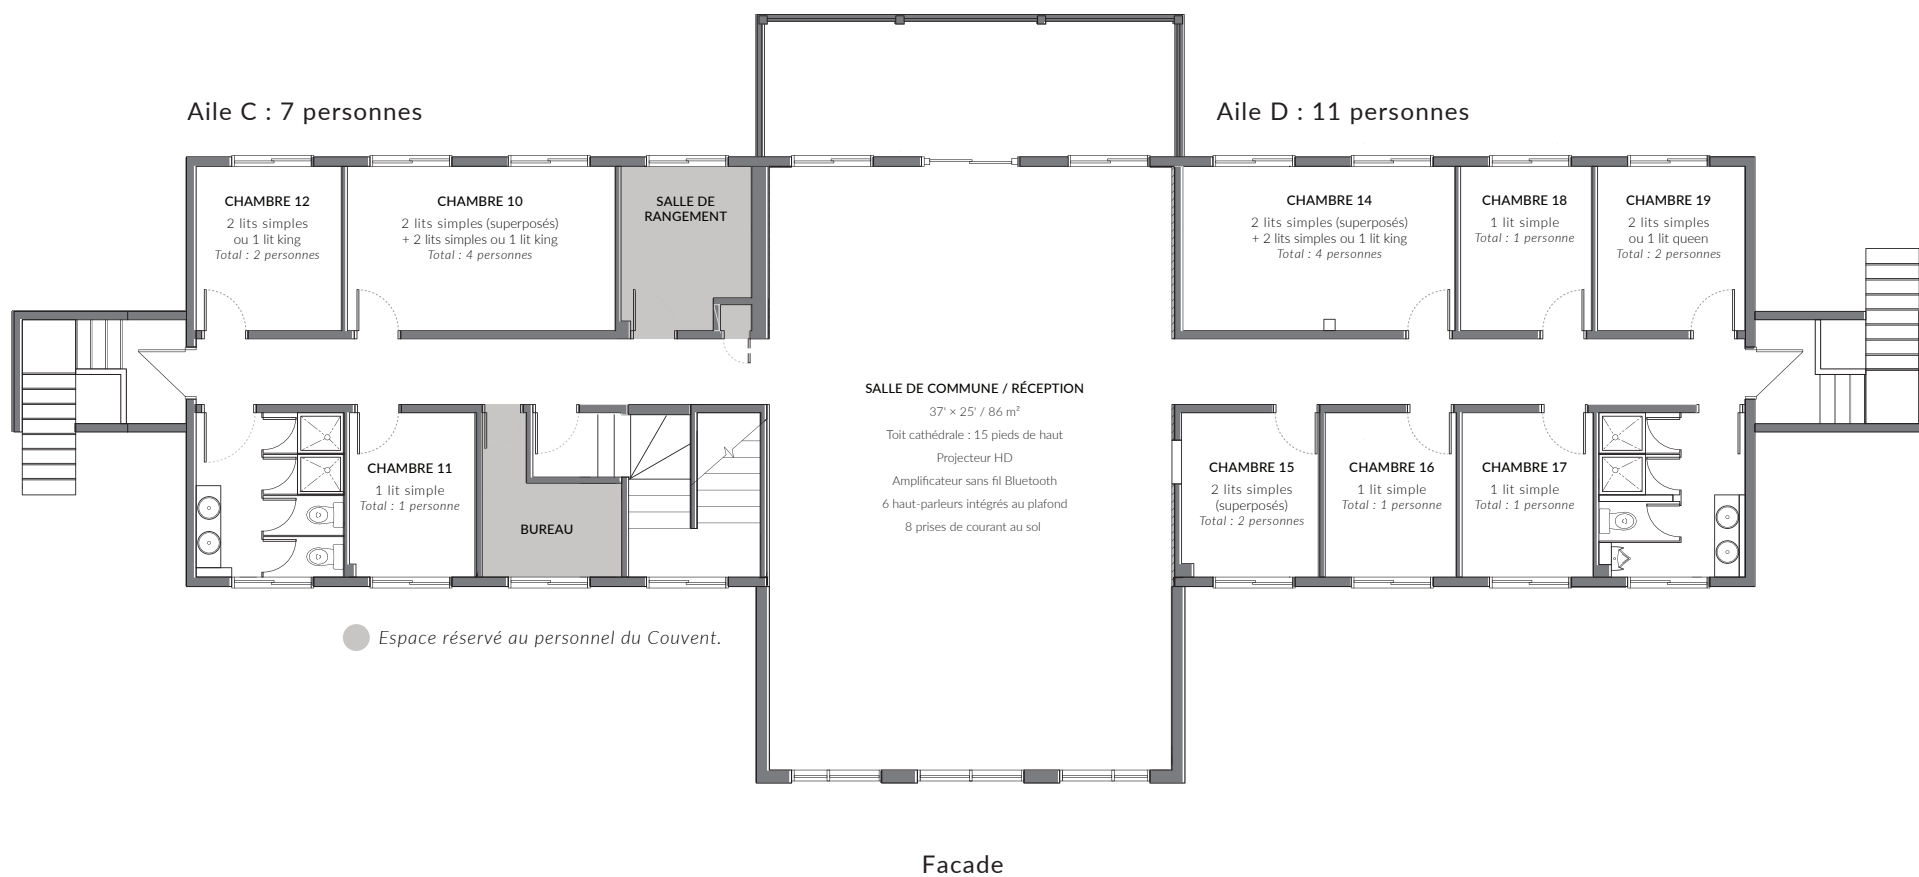 Aile C : 7 personnes
Aile D : 11 personnes
CHAMBRE 12
2 lits simples
ou 1 lit king
Total : 2 personnes
CHAMBRE 10
2 lits simples (superposés)
+ 2 lits simples ou 1 lit king
Total : 4 personnes
SALLE DE
RANGEMENT
CHAMBRE 14
2 lits simples (superposés)
+ 2 lits simples ou 1 lit king
Total : 4 personnes
CHAMBRE 18
1 lit simple
Total : 1 personne
CHAMBRE 19
2 lits simples
ou 1 lit queen
Total : 2 personnes
SALLE DE COMMUNE / RÉCEPTION
37' × 25' / 86 m²
Toit cathédrale : 15 pieds de haut
Projecteur HD
Amplificateur sans fil Bluetooth
6 haut-parleurs intégrés au plafond
8 prises de courant au sol
CHAMBRE 11
1 lit simple
Total : 1 personne
BUREAU
CHAMBRE 15
2 lits simples
(superposés)
Total : 2 personnes
CHAMBRE 16
1 lit simple
Total : 1 personne
CHAMBRE 17
1 lit simple
Total : 1 personne
Espace réservé au personnel du Couvent.
Facade